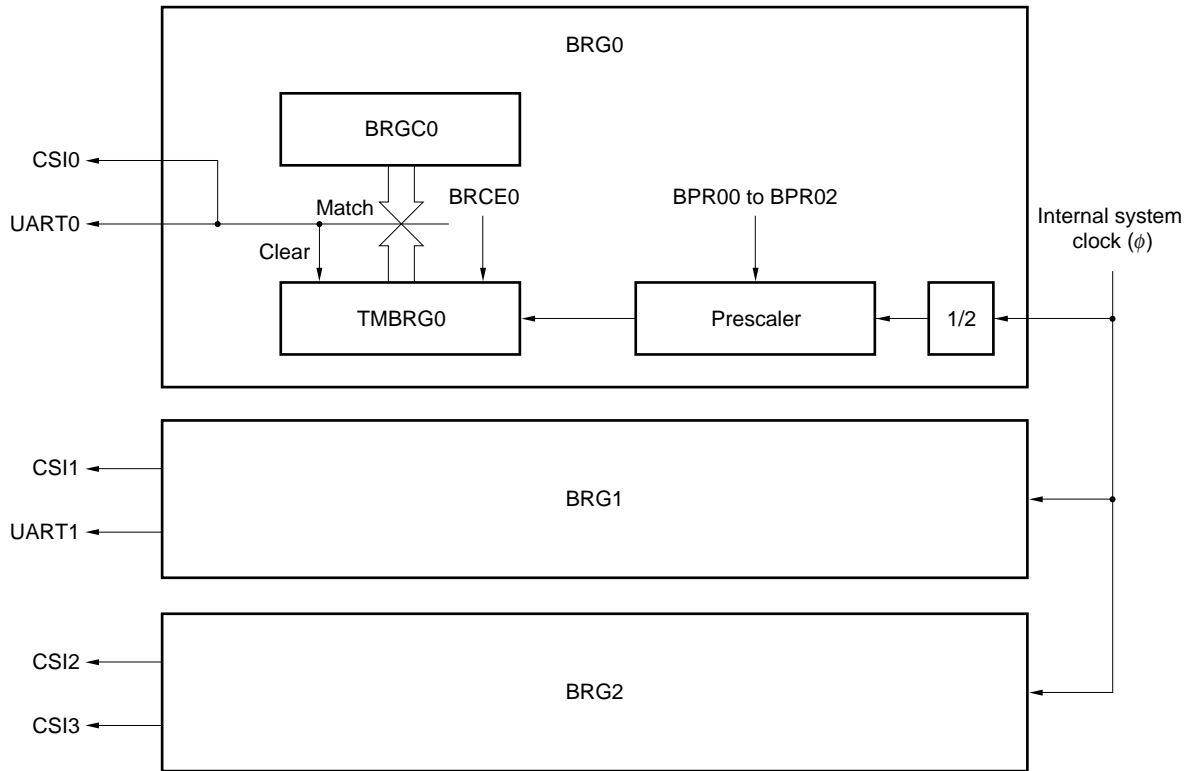 BRG0
BRGC0
CSI0
Match
BRCE0
BPR00 to BPR02
UART0
Internal system
clock (ϕ)
Clear
TMBRG0
Prescaler
1/2
CSI1
BRG1
UART1
CSI2
BRG2
CSI3